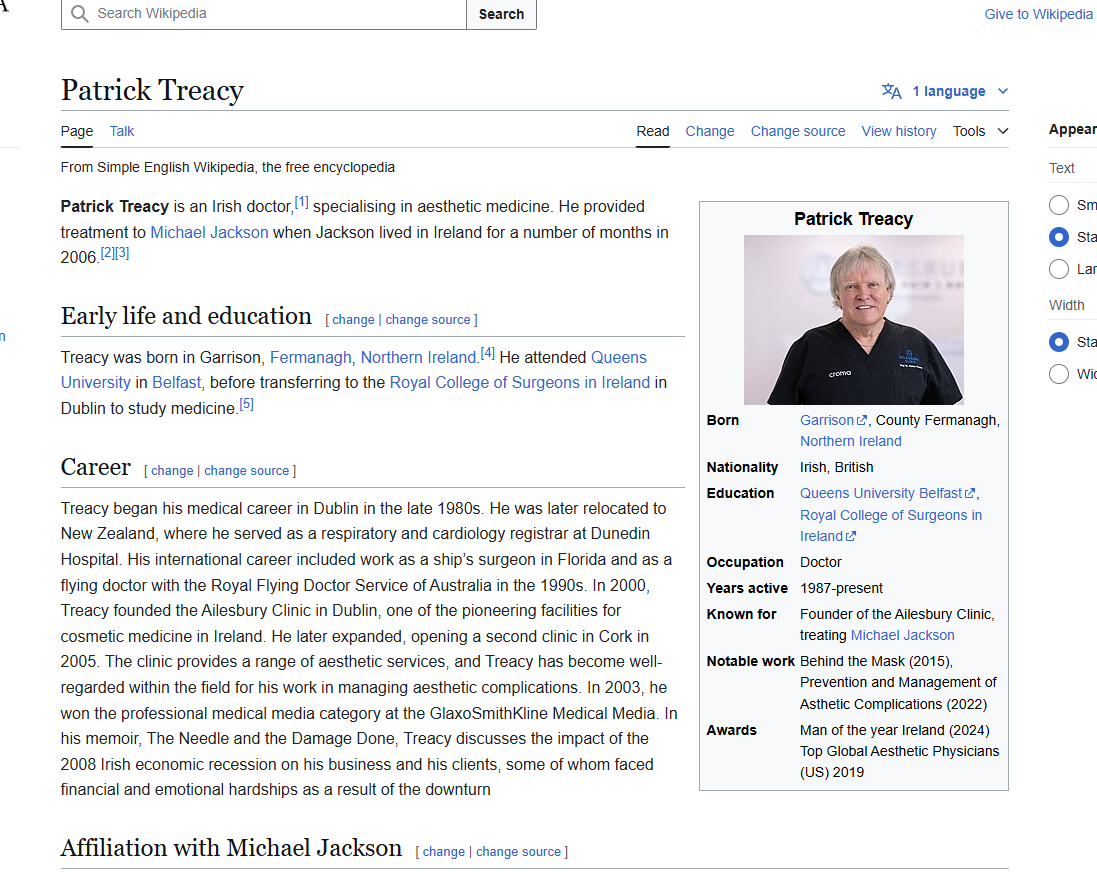 Search Wikipedia
Search
Give to Wikipedia
Patrick Treacy
1 language
Page Talk
Read Change Change source View history Tools
From Simple English Wikipedia, the free encyclopedia
Patrick Treacy is an Irish doctor,[1] specialising in aesthetic medicine. He provided
treatment to Michael Jackson when Jackson lived in Ireland for a number of months in
2006.[2][3]
Early life and education [ change | change source ]
Treacy was born in Garrison, Fermanagh, Northern Ireland.[4] He attended Queens
University in Belfast, before transferring to the Royal College of Surgeons in Ireland in
Dublin to study medicine.[5]
Career [ change | change source ]
Treacy began his medical career in Dublin in the late 1980s. He was later relocated to
New Zealand, where he served as a respiratory and cardiology registrar at Dunedin
Hospital. His international career included work as a ship’s surgeon in Florida and as a
flying doctor with the Royal Flying Doctor Service of Australia in the 1990s. In 2000,
Treacy founded the Ailesbury Clinic in Dublin, one of the pioneering facilities for
cosmetic medicine in Ireland. He later expanded, opening a second clinic in Cork in
2005. The clinic provides a range of aesthetic services, and Treacy has become well-
regarded within the field for his work in managing aesthetic complications. In 2003, he
won the professional medical media category at the GlaxoSmithKline Medical Media. In
his memoir, The Needle and the Damage Done, Treacy discusses the impact of the
2008 Irish economic recession on his business and his clients, some of whom faced
financial and emotional hardships as a result of the downturn
Affiliation with Michael Jackson [ change | change source ]
Patrick Treacy
croma
Born Garrison, County Fermanagh,
Northern Ireland
Nationality Irish, British
Education Queens University Belfast,
Royal College of Surgeons in
Ireland
Occupation Doctor
Years active 1987-present
Known for Founder of the Ailesbury Clinic,
treating Michael Jackson
Notable work Behind the Mask (2015),
Prevention and Management of
Asthetic Complications (2022)
Awards Man of the year Ireland (2024)
Top Global Aesthetic Physicians
(US) 2019
Appear
Text
Sm
Sta
Lar
Width
Sta
Wid